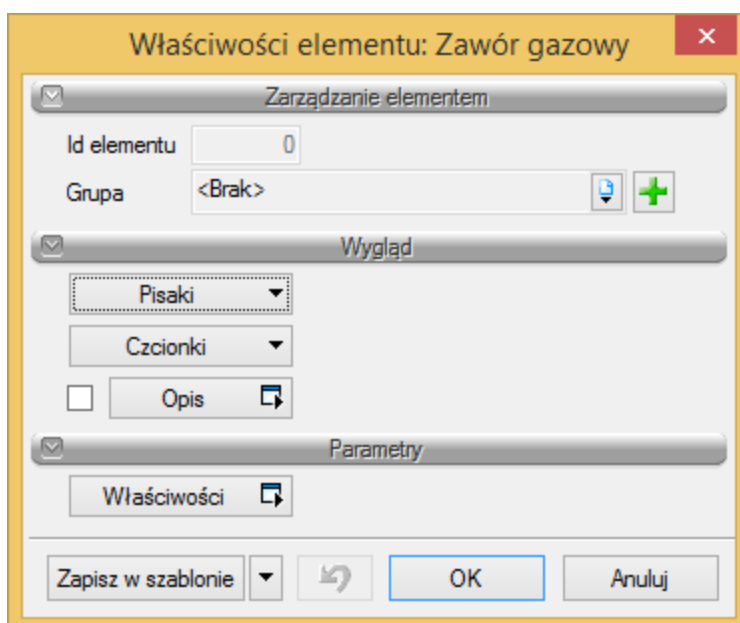 Właściwości elementu: Zawór gazowy
Zarządzanie elementem
Id elementu 0
Grupa <Brak>
Wygląd
Pisaki
Czcionki
Opis
Parametry
Właściwości
Zapisz w szablonie OK Anuluj